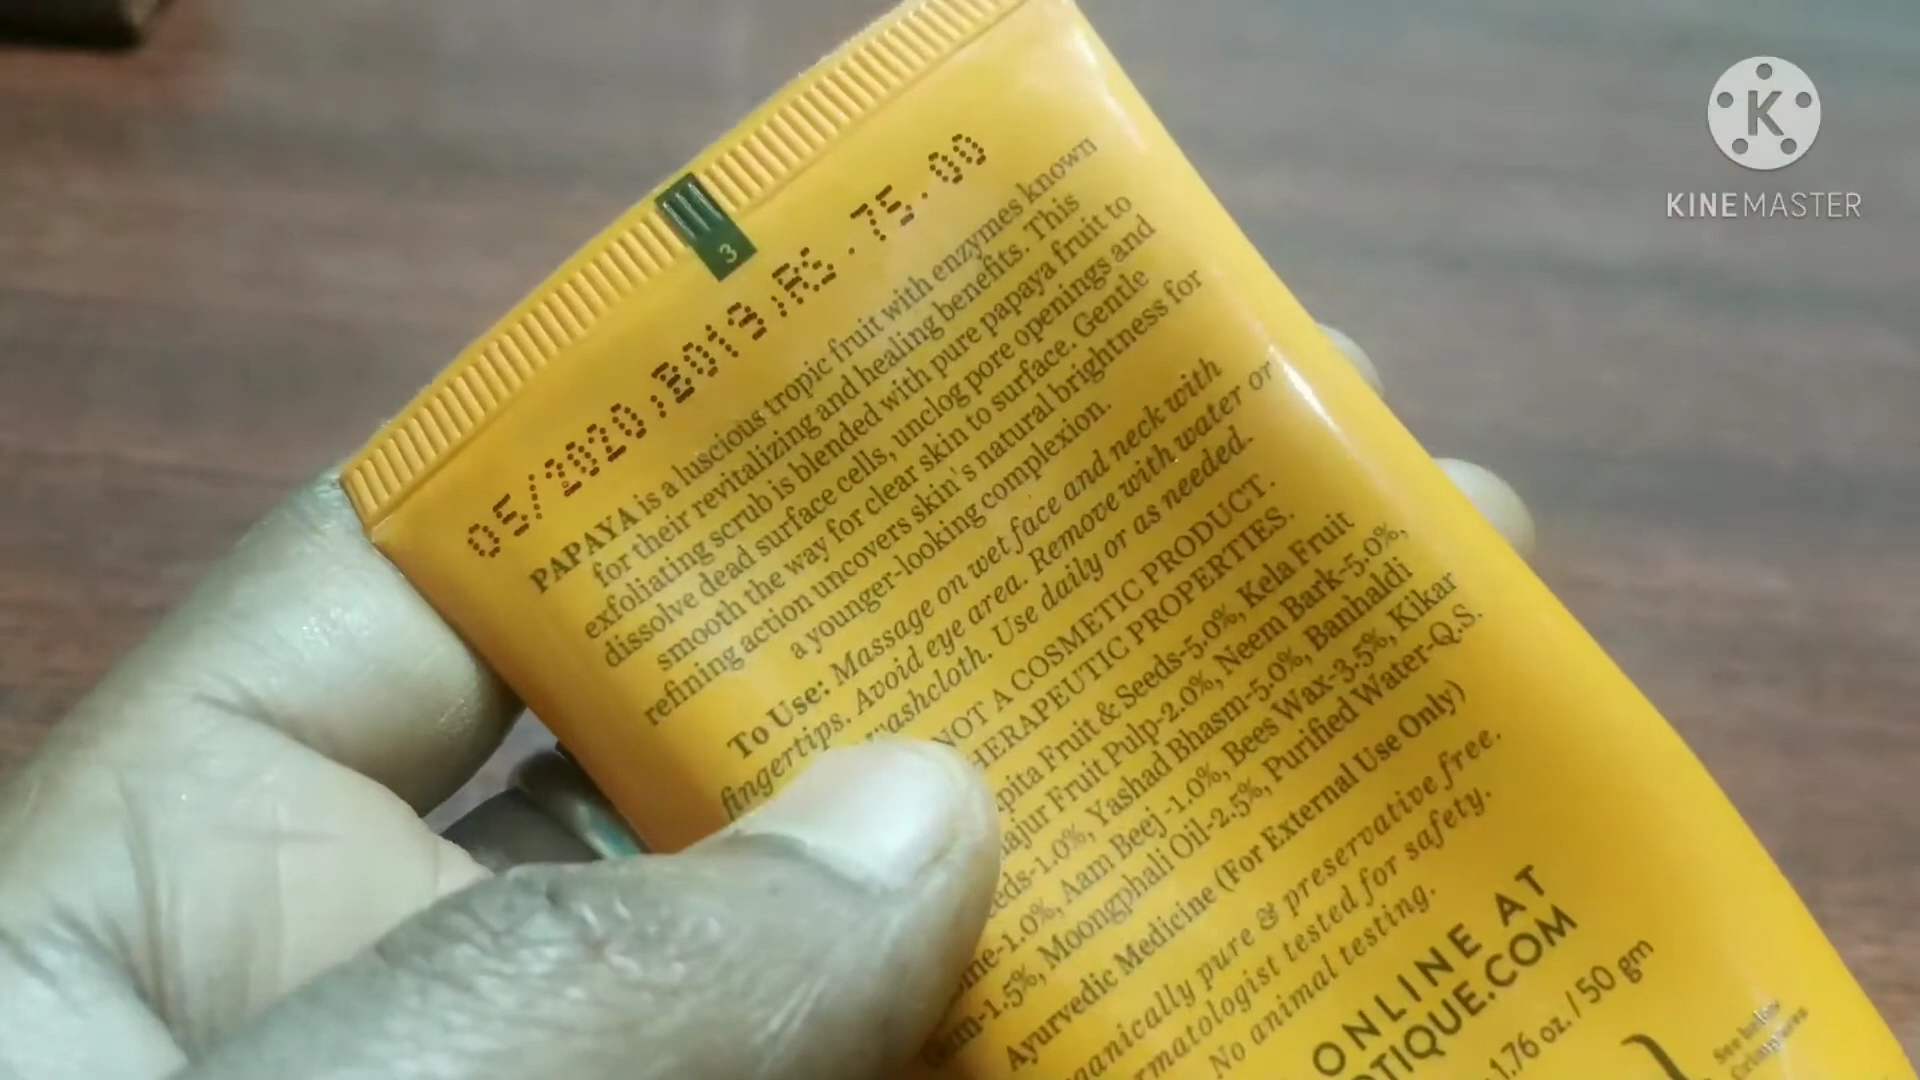 K
KINEMASTER
3
05/2020,B019,RS.75.00
PAPAYA is a luscious tropic fruit with enzymes known
for their revitalizing and healing benefits. This
exfoliating scrub is blended with pure papaya fruit to
dissolve dead surface cells, unclog pore openings and
smooth the way for clear skin to surface. Gentle
refining action uncovers skin's natural brightness for
a younger-looking complexion.
To Use: Massage on wet face and neck with
fingertips. Avoid eye area. Remove with water or
washcloth. Use daily or as needed.
NOT A COSMETIC PRODUCT.
THERAPEUTIC PROPERTIES.
Fruit & Seeds-5.0%, Kela Fruit
Fruit Pulp-2.0%, Neem Bark-5.0%,
-1.0%, Yashad Bhasm-5.0%, Banhaldi
-1.0%, Aam Beej-1.0%, Bees Wax-3.5%, Kikar
-1.5%, Moongphali Oil-2.5%, Purified Water-Q.S.
Ayurvedic Medicine (For External Use Only)
pure & preservative free.
tested for safety.
No animal testing.
ONLINE AT
OTIQUE.COM
1.76 oz. / 50 gm